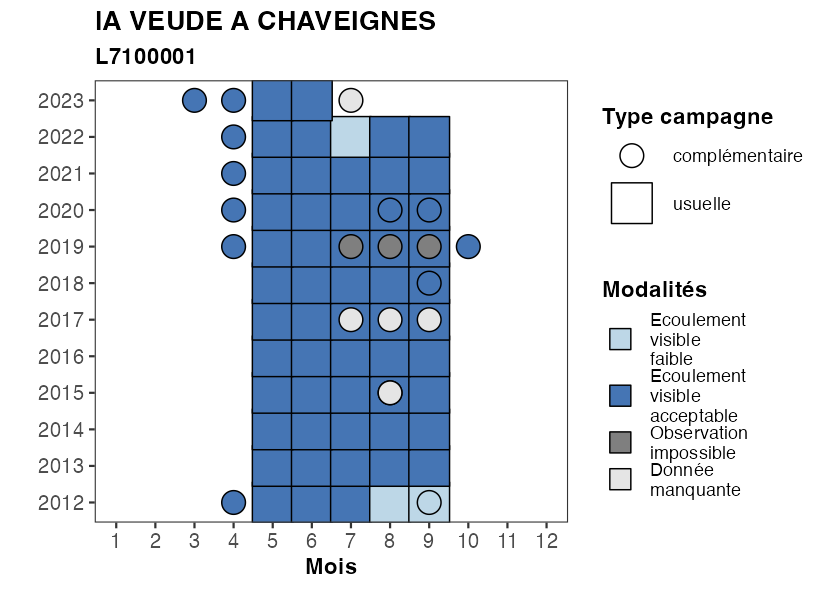 IA VEUDE A CHAVEIGNES
L7100001
2023
2022
2021
2020
2019
2018
2017
2016
2015
2014
2013
2012
1 2 3 4 5 6 7 8 9 10 11 12
Mois
Type campagne
complémentaire
usuelle
Modalités
Ecoulement
visible
faible
Ecoulement
visible
acceptable
Observation
impossible
Donnée
manquante